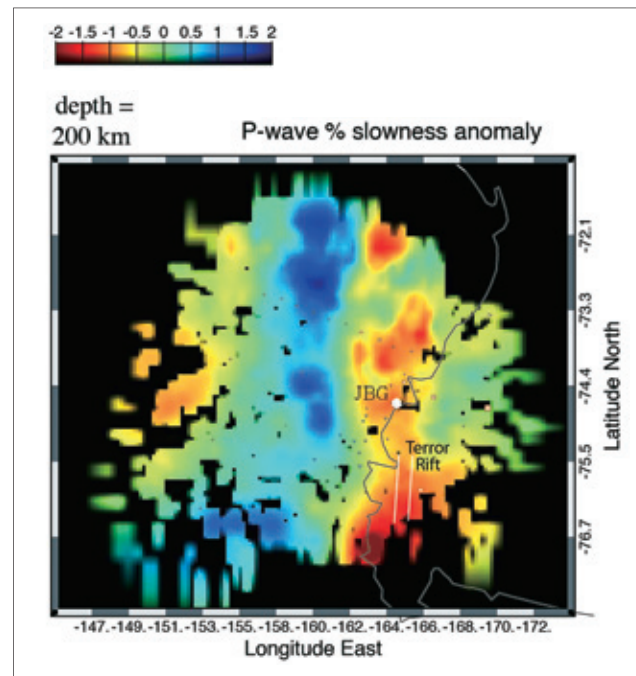 -2 -1.5 -1 -0.5 0 0.5 1 1.5 2
depth =
200 km
P-wave % slowness anomaly
-72.1
-73.3
-74.4
-75.5
-76.7
Latitude North
JBG
Terror
Rift
-147.-149.-151.-153.-155.-158.-160.-162.-164.-166.-168.-170.-172.
Longitude East